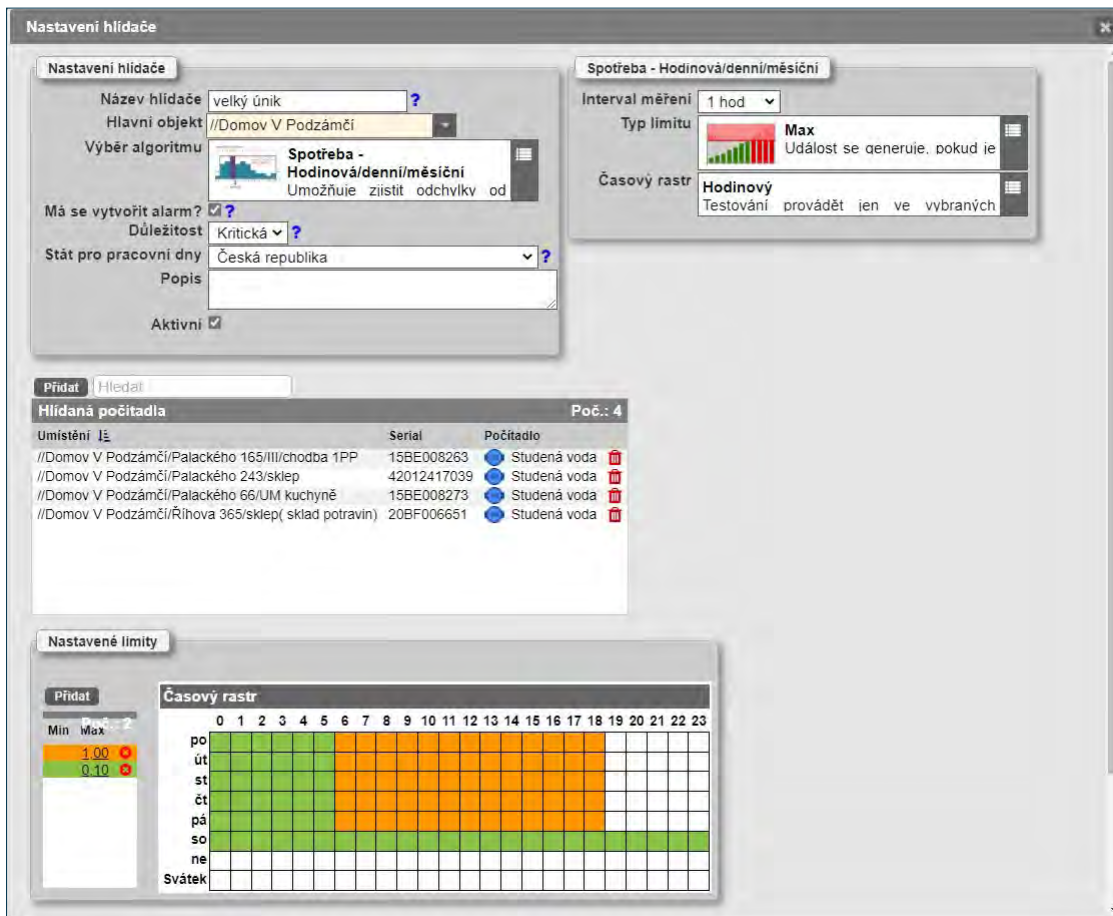 Nastavení hlídače
Nastavení hlídače
Název hlídače velký únik ?
Hlavní objekt //Domov V Podzámčí
Výběr algoritmu Spotřeba -
Hodinová/denní/měsíční
Umožňuje zjistit odchylky od
Má se vytvořit alarm? ?
Důležitost Kritická ?
Stát pro pracovní dny Česká republika ?
Popis
Aktivní
Spotřeba - Hodinová/denní/měsíční
Interval měření 1 hod
Typ limitu Max
Událost se generuje, pokud je
Časový rastr Hodinový
Testování provádět jen ve vybraných
Přidat Hledat
Hlídaná počitadla Poč.: 4
Umístění Serial Počítadlo
//Domov V Podzámčí/Palackého 165/III/chodba 1PP 15BE008263 Studená voda
//Domov V Podzámčí/Palackého 243/sklep 42012417039 Studená voda
//Domov V Podzámčí/Palackého 66/UM kuchyně 15BE008273 Studená voda
//Domov V Podzámčí/Říhova 365/sklep( sklad potravin) 20BF006651 Studená voda
Nastavené limity
Přidat
Poč.: 2
Min Max
1,00
0,10
Časový rastr
0 1 2 3 4 5 6 7 8 9 10 11 12 13 14 15 16 17 18 19 20 21 22 23
po
út
st
čt
pá
so
ne
Svátek